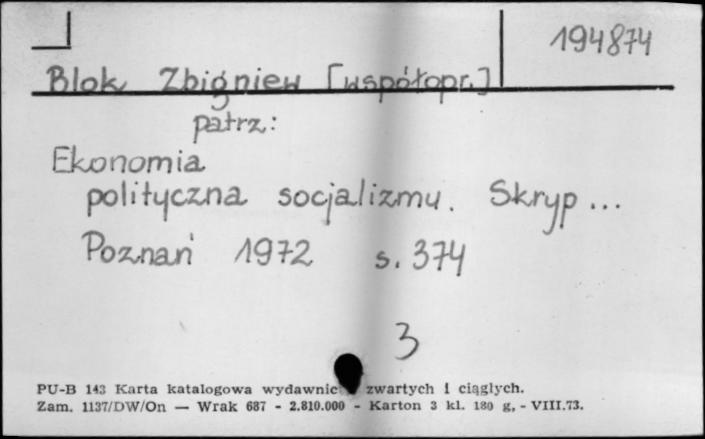 194874
Blok Zbigniew [współopr.]
patrz:
Ekonomia
polityczna socjalizmu. Skryp...
Poznań 1972 s. 374
3
PU-B 143 Karta katalogowa wydawnic zwartych i ciągłych.
Zam. 1137/DW/On — Wrak 687 - 2.810.000 - Karton 3 kl. 180 g, - VIII.73.